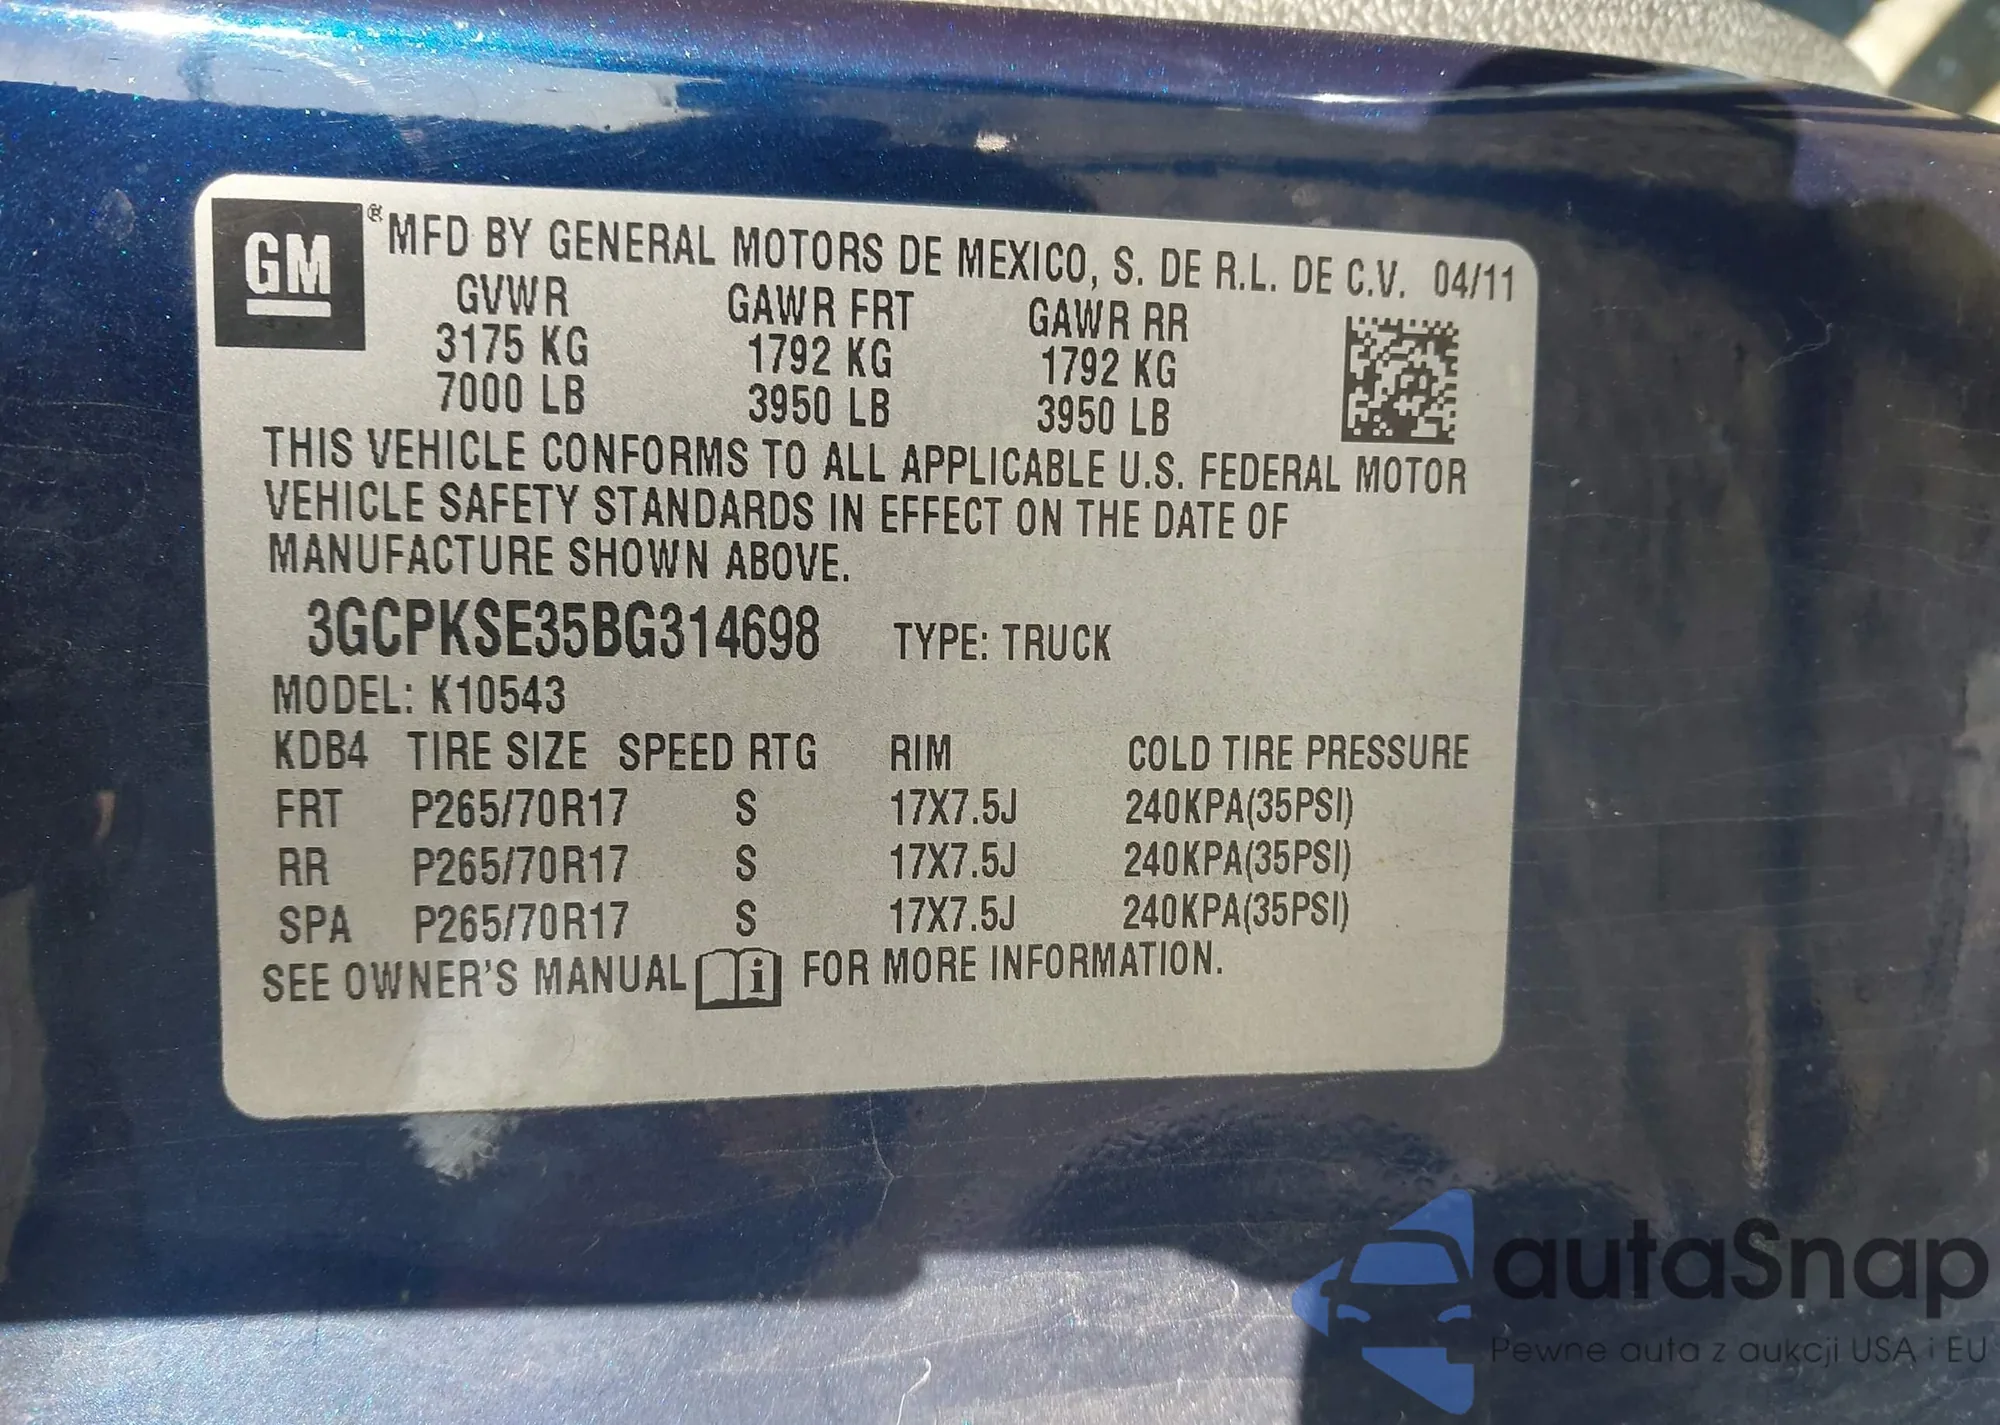 GM ® MFD BY GENERAL MOTORS DE MEXICO, S. DE R.L. DE C.V. 04/11
GVWR GAWR FRT GAWR RR
3175 KG 1792 KG 1792 KG
7000 LB 3950 LB 3950 LB
THIS VEHICLE CONFORMS TO ALL APPLICABLE U.S. FEDERAL MOTOR
VEHICLE SAFETY STANDARDS IN EFFECT ON THE DATE OF
MANUFACTURE SHOWN ABOVE.
3GCPKSE35BG314698 TYPE: TRUCK
MODEL: K10543
KDB4 TIRE SIZE SPEED RTG RIM COLD TIRE PRESSURE
FRT P265/70R17 S 17X7.5J 240KPA(35PSI)
RR P265/70R17 S 17X7.5J 240KPA(35PSI)
SPA P265/70R17 S 17X7.5J 240KPA(35PSI)
SEE OWNER'S MANUAL i FOR MORE INFORMATION.
autaSnap
Pewne auta z aukcji USA i EU